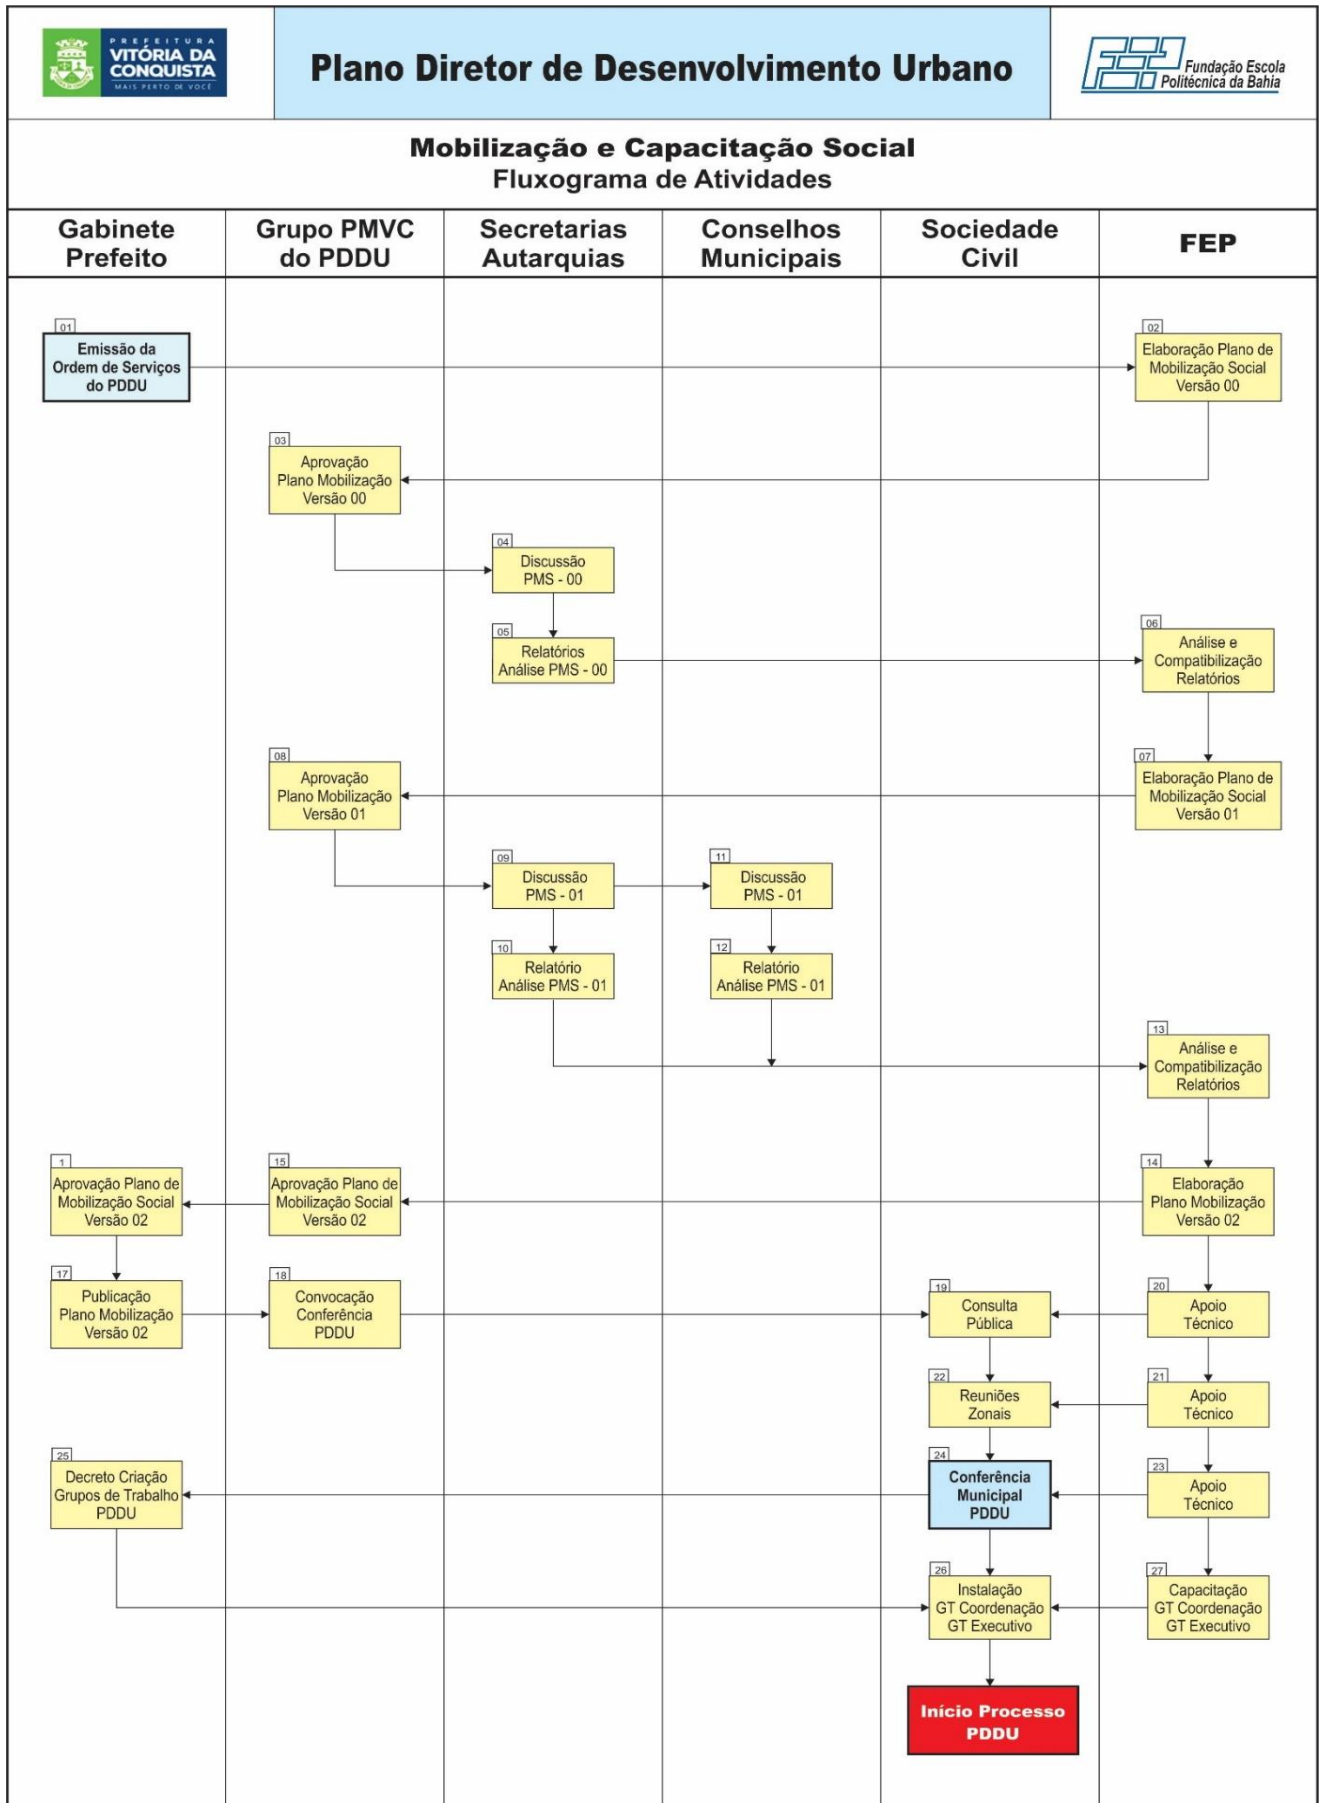 PREFEITURA
VITÓRIA DA
CONQUISTA
MAIS PERTO DE VOCÊ
Plano Diretor de Desenvolvimento Urbano
FEP
Fundação Escola
Politécnica da Bahia
Mobilização e Capacitação Social
Fluxograma de Atividades
Gabinete
Prefeito
Grupo PMVC
do PDDU
Secretarias
Autarquias
Conselhos
Municipais
Sociedade
Civil
FEP
01
Emissão da
Ordem de Serviços
do PDDU
02
Elaboração Plano de
Mobilização Social
Versão 00
03
Aprovação
Plano Mobilização
Versão 00
04
Discussão
PMS - 00
05
Relatórios
Análise PMS - 00
06
Análise e
Compatibilização
Relatórios
07
Elaboração Plano de
Mobilização Social
Versão 01
08
Aprovação
Plano Mobilização
Versão 01
09
Discussão
PMS - 01
11
Discussão
PMS - 01
10
Relatório
Análise PMS - 01
12
Relatório
Análise PMS - 01
13
Análise e
Compatibilização
Relatórios
1
Aprovação Plano de
Mobilização Social
Versão 02
15
Aprovação Plano de
Mobilização Social
Versão 02
14
Elaboração
Plano Mobilização
Versão 02
17
Publicação
Plano Mobilização
Versão 02
18
Convocação
Conferência
PDDU
19
Consulta
Pública
20
Apoio
Técnico
22
Reuniões
Zonais
21
Apoio
Técnico
25
Decreto Criação
Grupos de Trabalho
PDDU
24
Conferência
Municipal
PDDU
23
Apoio
Técnico
26
Instalação
GT Coordenação
GT Executivo
27
Capacitação
GT Coordenação
GT Executivo
Início Processo
PDDU